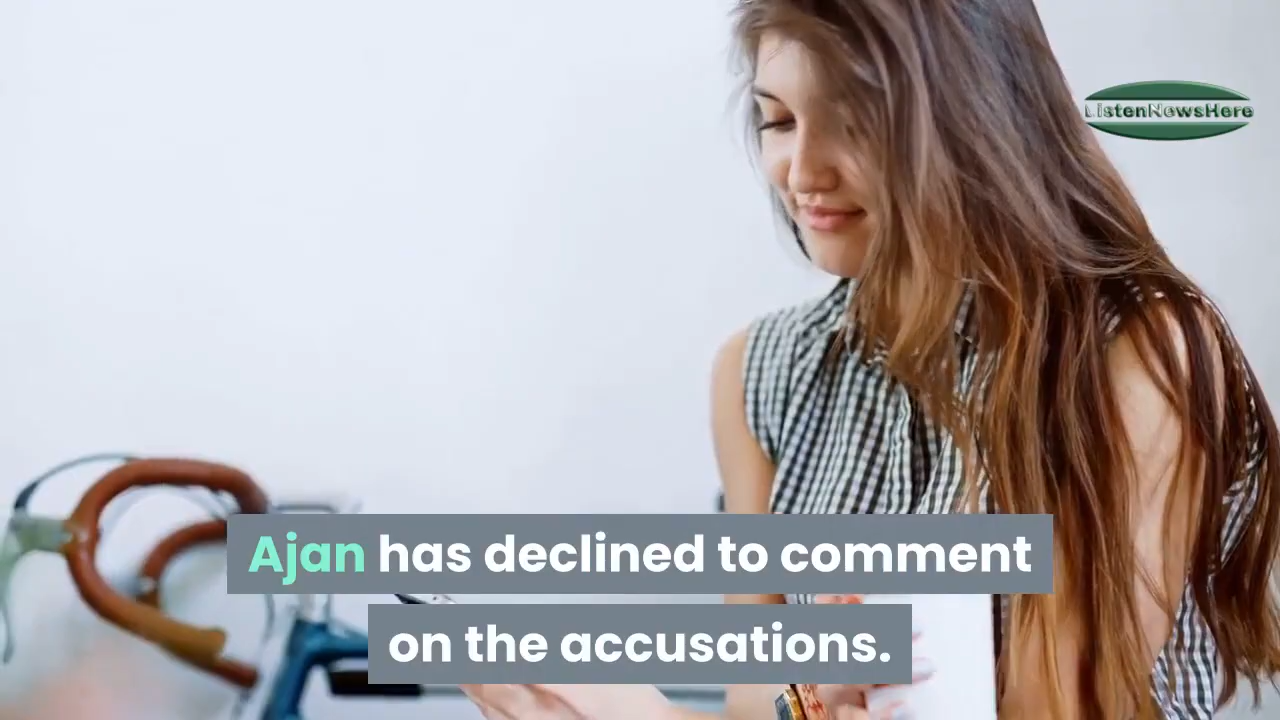 ListenNewsHere
Ajan has declined to comment
on the accusations.